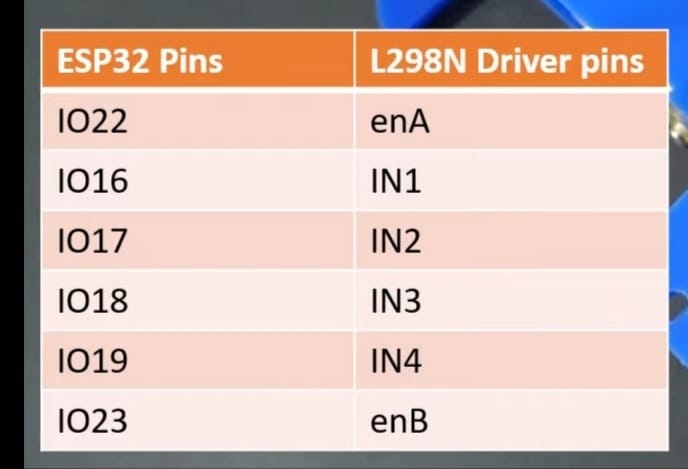 ESP32 Pins L298N Driver pins
IO22 enA
IO16 IN1
IO17 IN2
IO18 IN3
IO19 IN4
IO23 enB